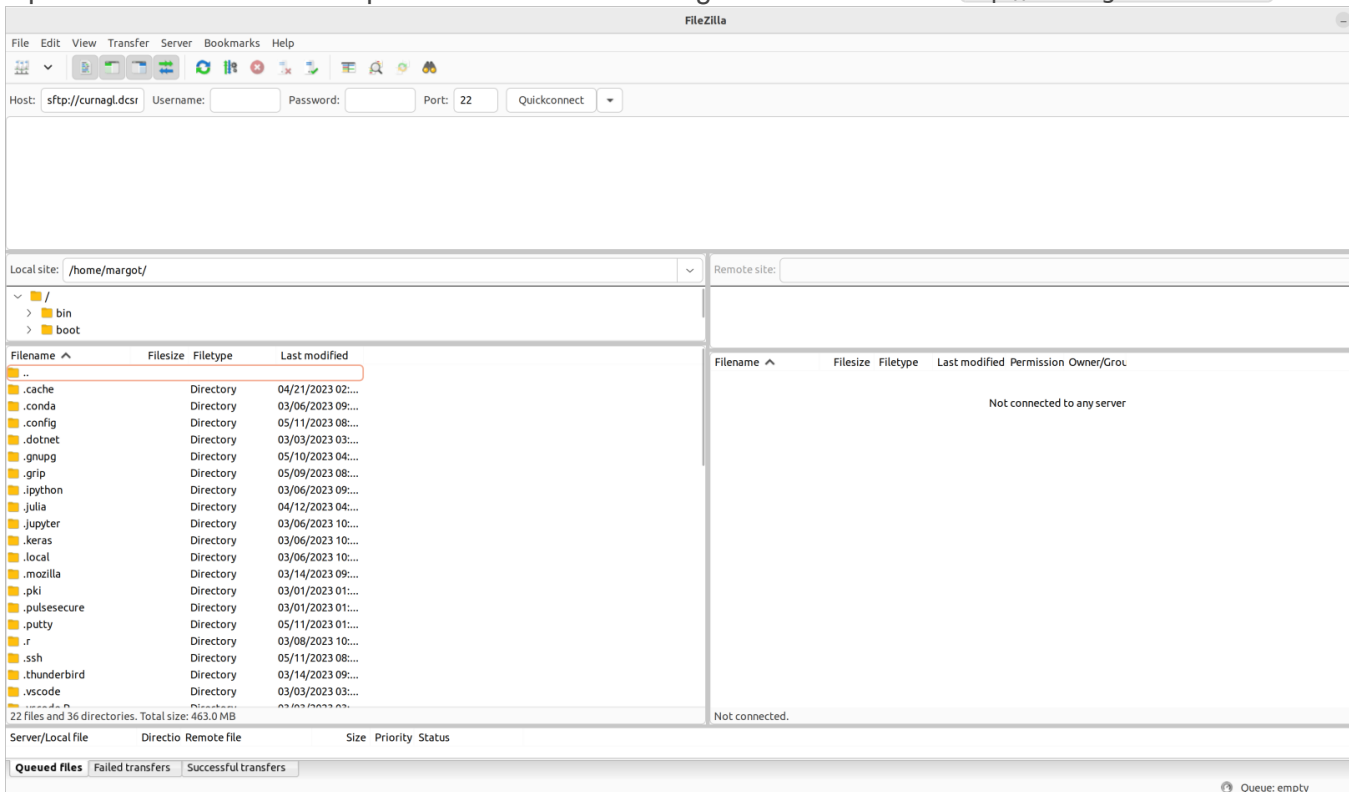 FileZilla
File Edit View Transfer Server Bookmarks Help
Host: sftp://curnagl.dcsr Username: Password: Port: 22 Quickconnect
Local site: /home/margot/
Remote site:
/
bin
boot
Filename Filesize Filetype Last modified
..
.cache Directory 04/21/2023 02:...
.conda Directory 03/06/2023 09:...
.config Directory 05/11/2023 08:...
.dotnet Directory 03/03/2023 03:...
.gnupg Directory 05/10/2023 04:...
.grip Directory 05/09/2023 08:...
.ipython Directory 03/06/2023 09:...
.julia Directory 04/12/2023 04:...
.jupyter Directory 03/06/2023 10:...
.keras Directory 03/06/2023 10:...
.local Directory 03/06/2023 10:...
.mozilla Directory 03/14/2023 09:...
.pki Directory 03/01/2023 01:...
.pulsesecure Directory 03/01/2023 01:...
.putty Directory 05/11/2023 01:...
.r Directory 03/08/2023 10:...
.ssh Directory 05/11/2023 08:...
.thunderbird Directory 03/14/2023 09:...
.vscode Directory 03/03/2023 03:...
22 files and 36 directories. Total size: 463.0 MB
Filename Filesize Filetype Last modified Permission Owner/Grou
Not connected to any server
Not connected.
Server/Local file Directio Remote file Size Priority Status
Queued files Failed transfers Successful transfers
Queue: empty